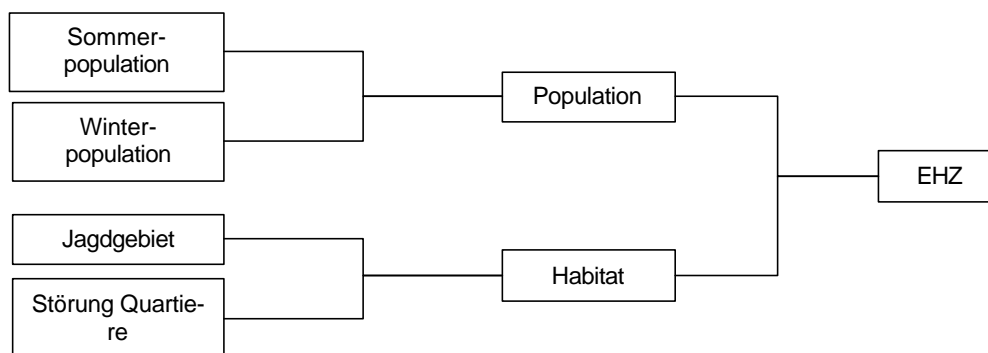 Sommer-
population
Winter-
population
Population
EHZ
Jagdgebiet
Störung Quartie-
re
Habitat